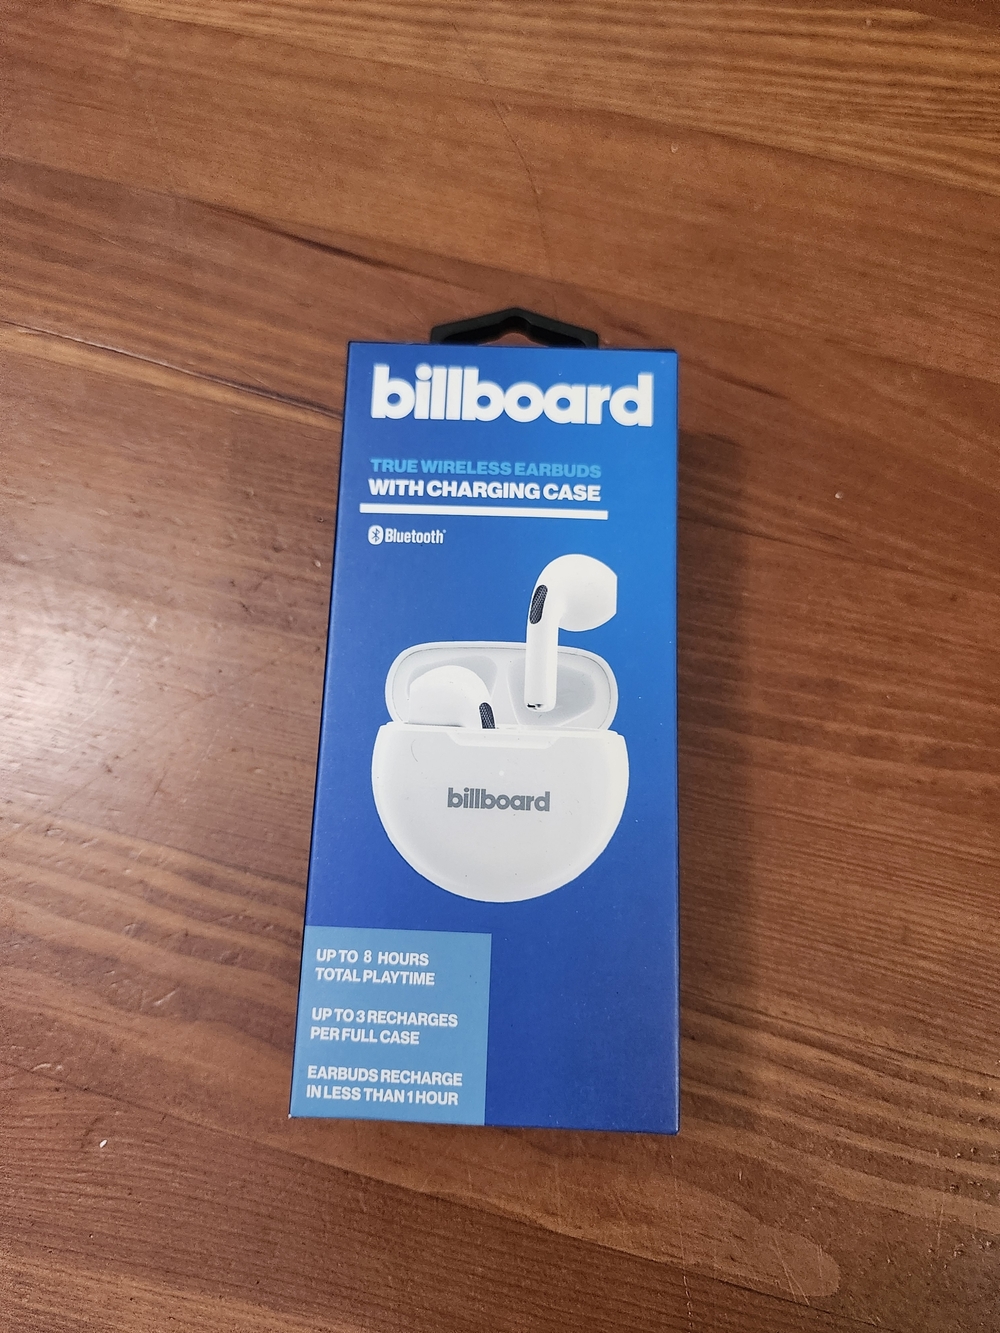 billboard
TRUE WIRELESS EARBUDS
WITH CHARGING CASE
Bluetooth®
billboard
UP TO 8 HOURS
TOTAL PLAYTIME
UP TO 3 RECHARGES
PER FULL CASE
EARBUDS RECHARGE
IN LESS THAN 1 HOUR